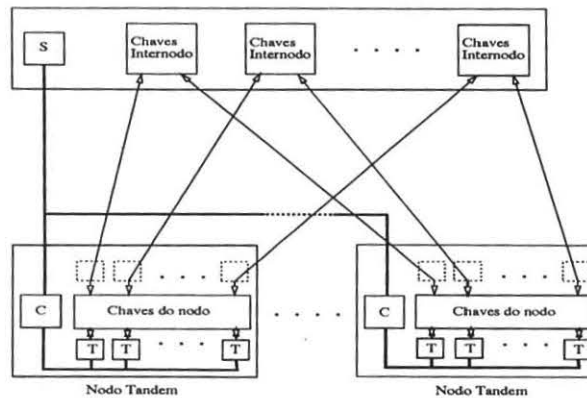 S
Chaves
Internodo
Chaves
Internodo
. . . .
Chaves
Internodo
. . .
. . .
C
Chaves do nodo
. . . .
C
Chaves do nodo
T
T
. . .
T
T
T
. . .
T
Nodo Tandem
Nodo Tandem